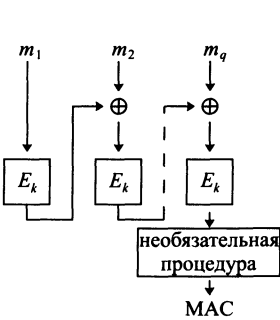 m1 m2 mq
⊕ ⊕
Ek Ek Ek
необязательная
процедура
MAC